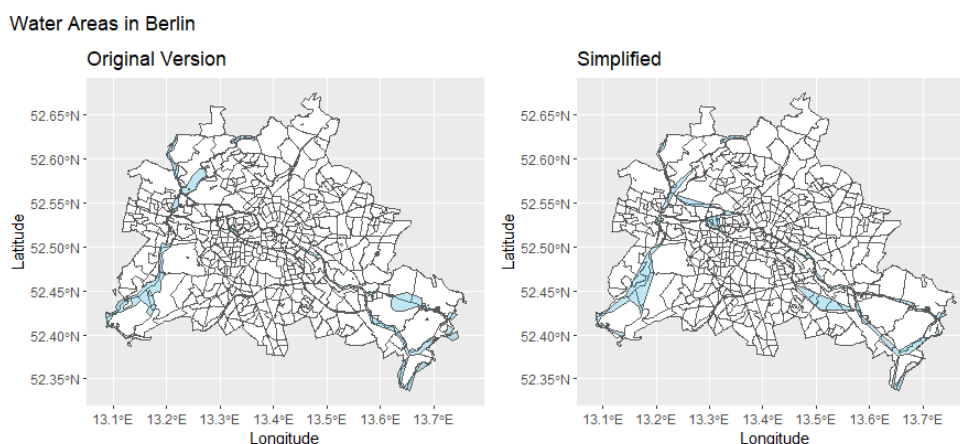 Water Areas in Berlin
Original Version
52.65°N
52.60°N
52.55°N
52.50°N
52.45°N
52.40°N
52.35°N
Latitude
13.1°E 13.2°E 13.3°E 13.4°E 13.5°E 13.6°E 13.7°E
Longitude
Simplified
52.65°N
52.60°N
52.55°N
52.50°N
52.45°N
52.40°N
52.35°N
Latitude
13.1°E 13.2°E 13.3°E 13.4°E 13.5°E 13.6°E 13.7°E
Longitude